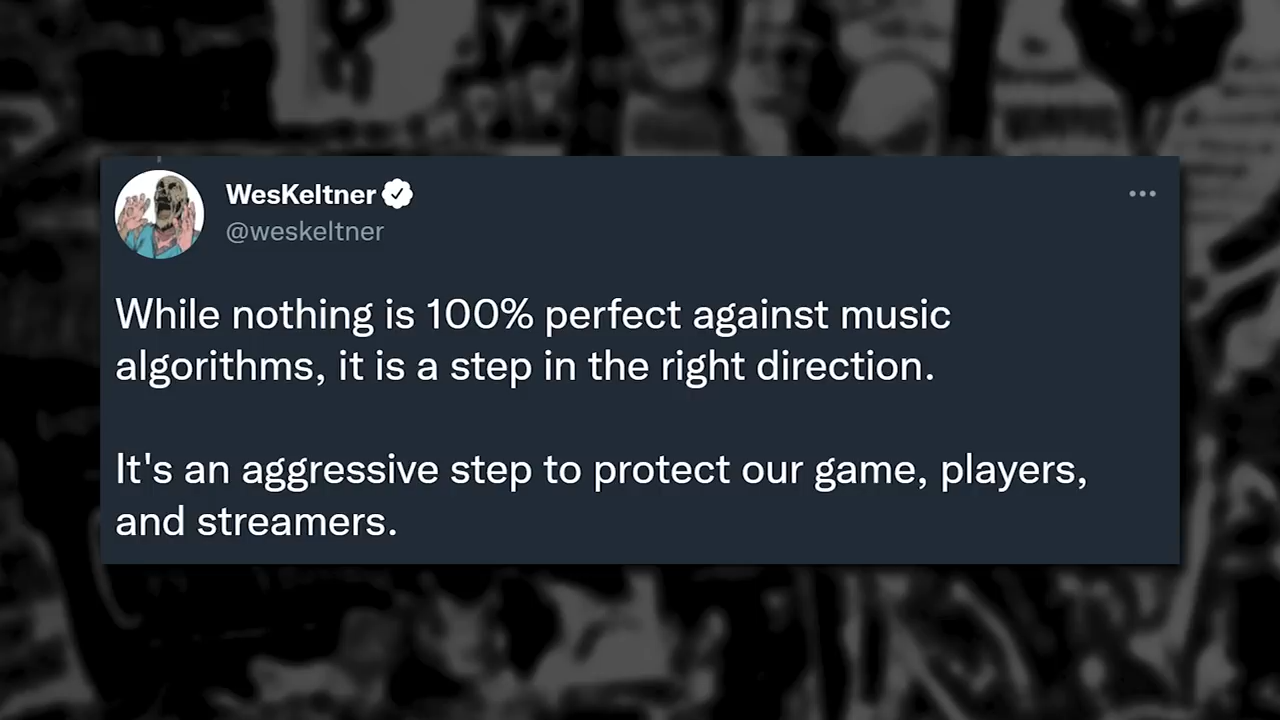 WesKeltner
@weskeltner
While nothing is 100% perfect against music
algorithms, it is a step in the right direction.
It's an aggressive step to protect our game, players,
and streamers.